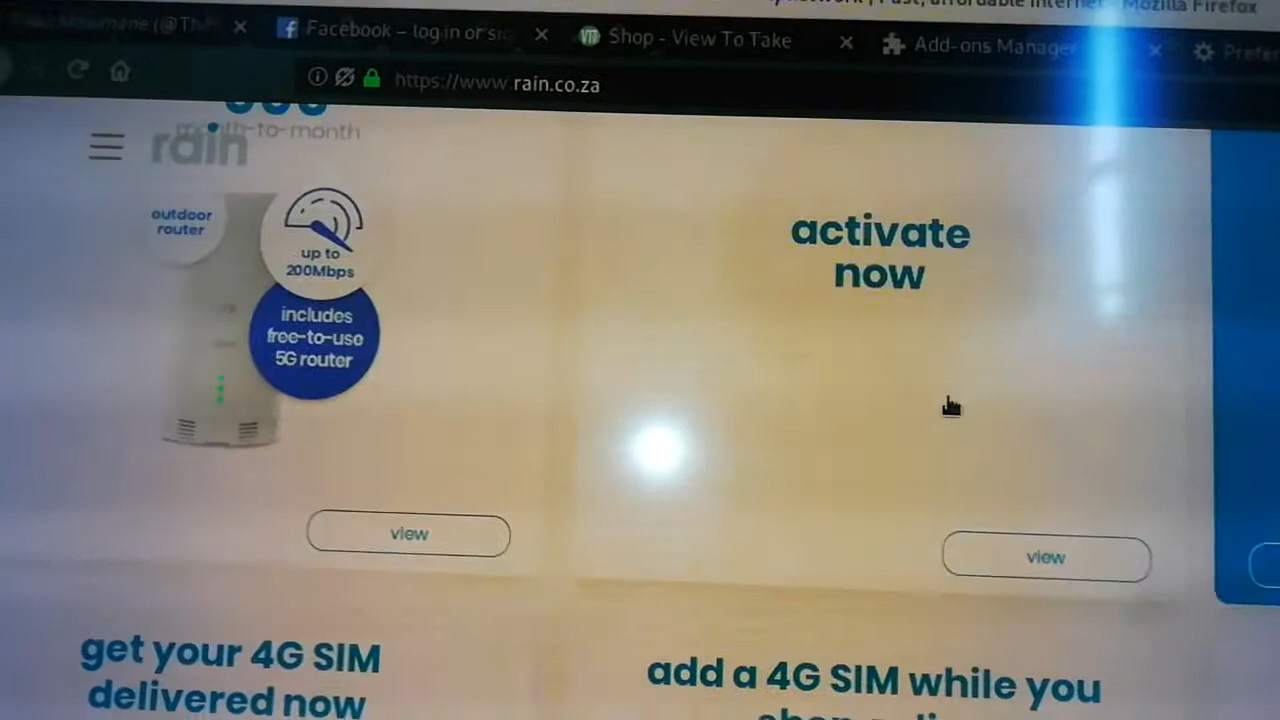 Mozilla Firefox
Facebook – log in or
Shop - View To Take
Add-ons Manager
https://www.rain.co.za
month-to-month
rain
outdoor
router
up to
200Mbps
includes
free-to-use
5G router
activate
now
view
view
get your 4G SIM
delivered now
add a 4G SIM while you